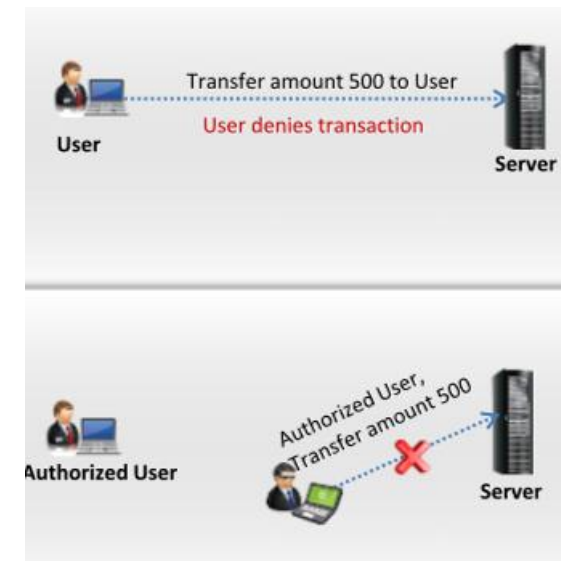 Transfer amount 500 to User
User denies transaction
User
Server
Authorized User,
Transfer amount 500
Authorized User
Server